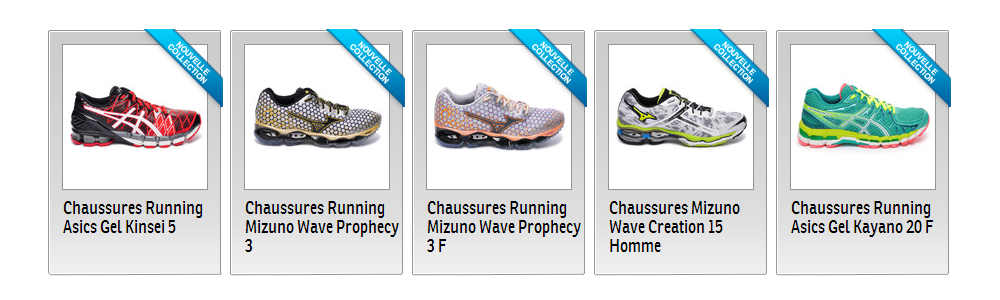 NOUVELLE
COLLECTION
Chaussures Running
Asics Gel Kinsei 5
NOUVELLE
COLLECTION
Chaussures Running
Mizuno Wave Prophecy
3
NOUVELLE
COLLECTION
Chaussures Running
Mizuno Wave Prophecy
3 F
NOUVELLE
COLLECTION
Chaussures Mizuno
Wave Creation 15
Homme
NOUVELLE
COLLECTION
Chaussures Running
Asics Gel Kayano 20 F